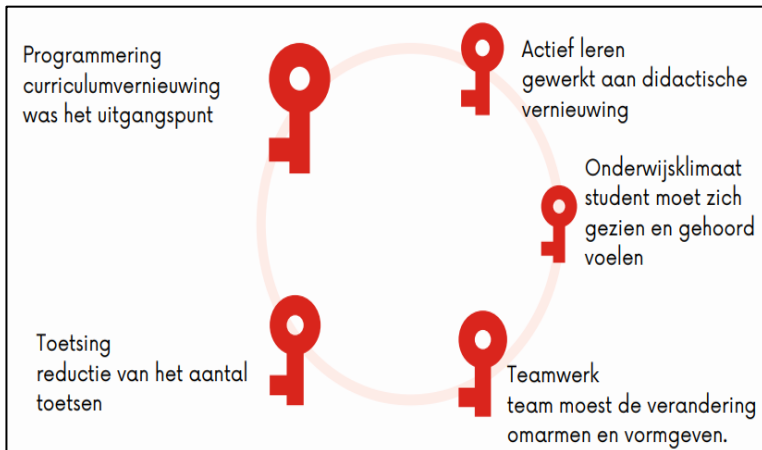 Programmering
curriculumvernieuwing
was het uitgangspunt
Actief leren
gewerkt aan didactische
vernieuwing
Onderwijsklimaat
student moet zich
gezien en gehoord
voelen
Toetsing
reductie van het aantal
toetsen
Teamwerk
team moest de verandering
omarmen en vormgeven.